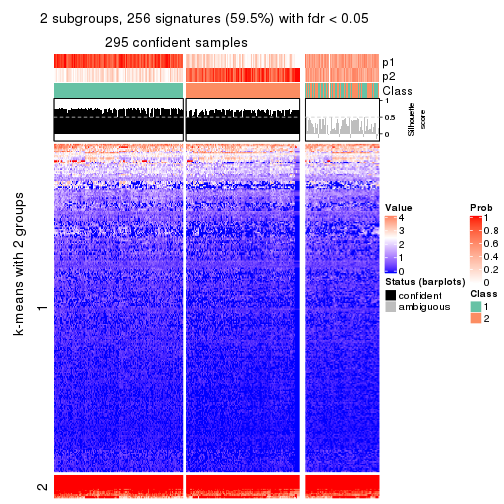 2 subgroups, 256 signatures (59.5%) with fdr < 0.05
295 confident samples
p1
p2
Class
1
0.5
0
Silhouette
score
k-means with 2 groups
1
2
Value
4
3
2
1
0
Status (barplots)
confident
ambiguous
Prob
1
0.8
0.6
0.4
0.2
0
Class
1
2